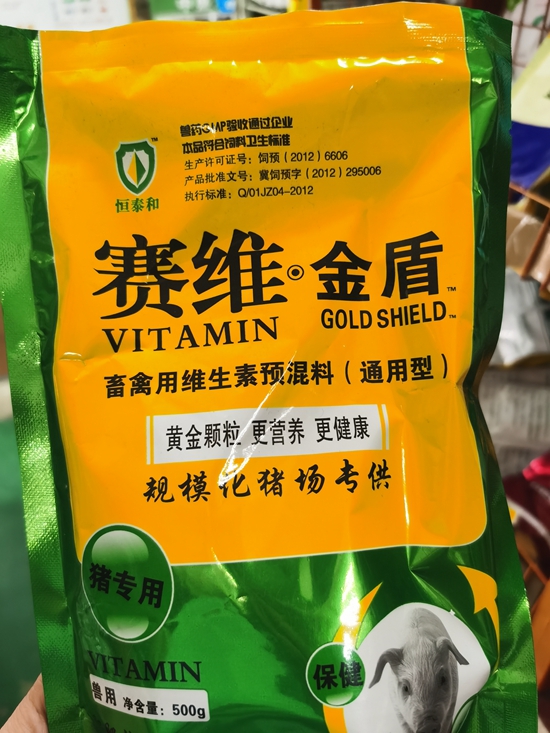 兽药GMP验收通过企业
本品符合饲料卫生标准
生产许可证号：饲预（2012）6606
产品批准文号：冀饲预字（2012）295006
执行标准：Q/01JZ04-2012
TM
恒泰和
赛维·金盾
VITAMIN GOLD SHIELD
TM
TM
畜禽用维生素预混料（通用型）
黄金颗粒 更营养 更健康
规模化猪场专供
猪专用
VITAMIN
保健
兽用 净含量：500g